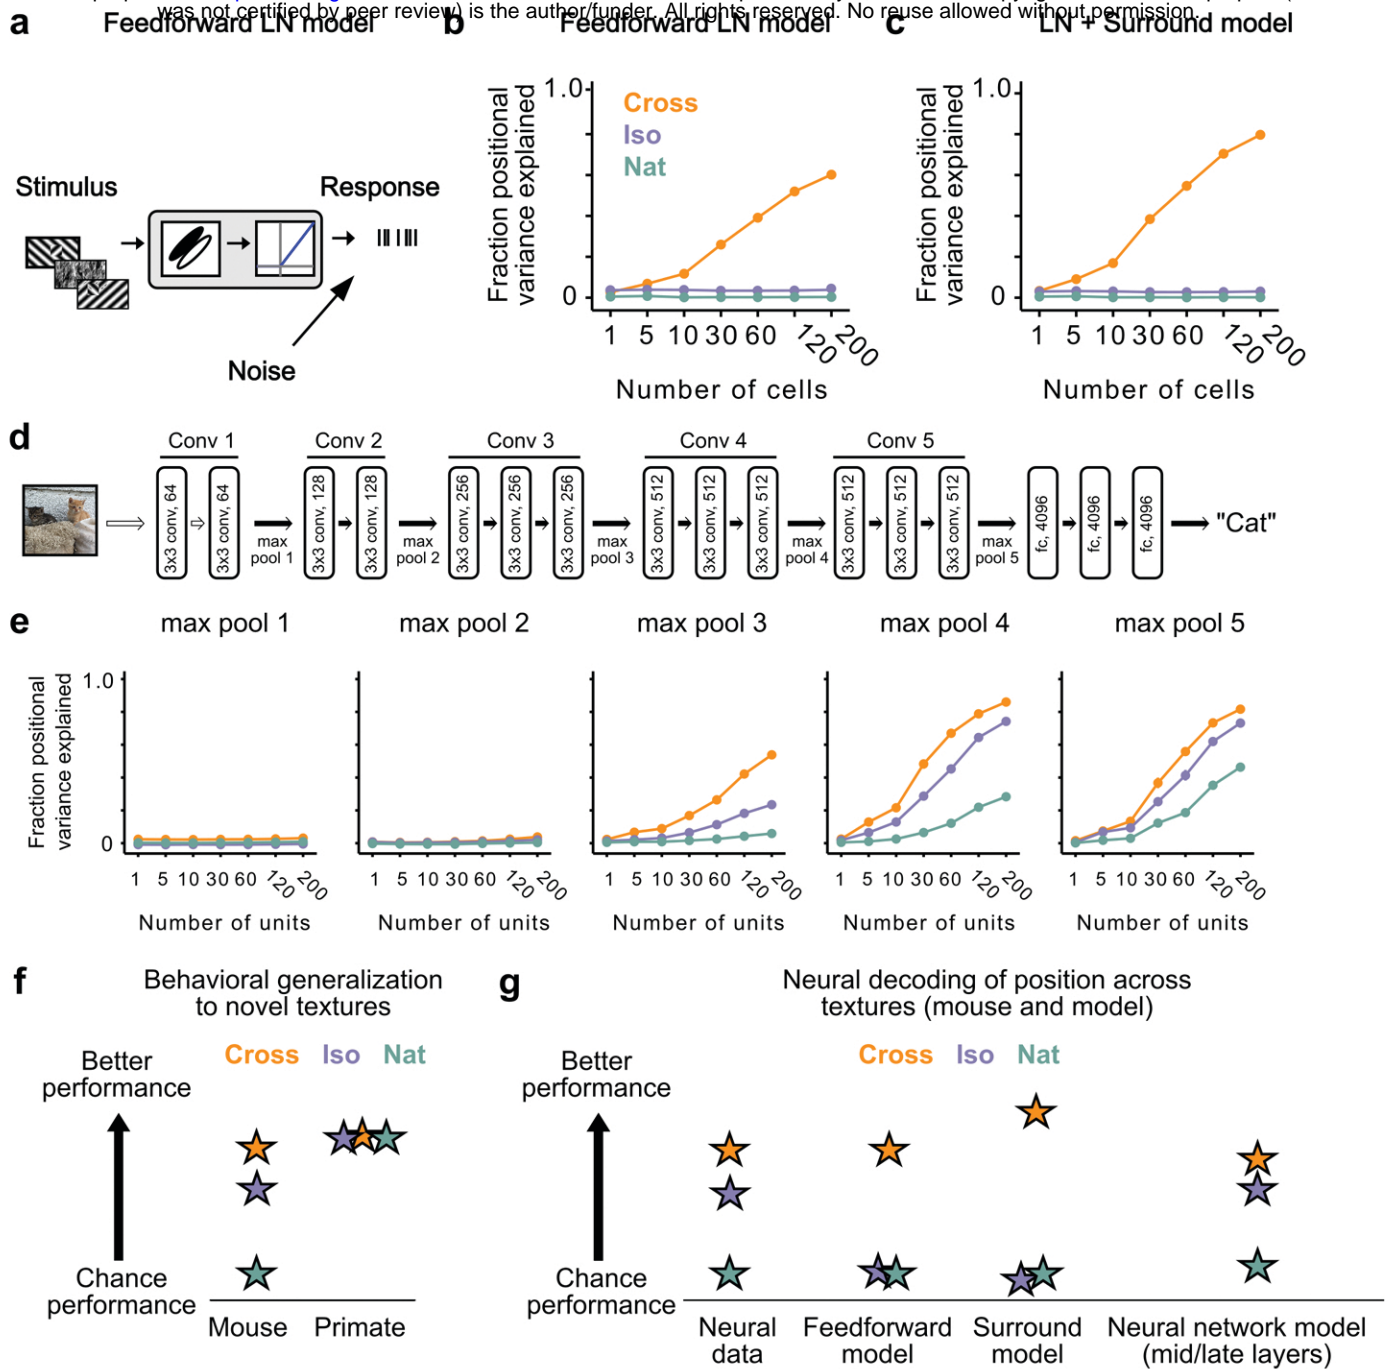 was not certified by peer review) is the author/funder. All rights reserved. No reuse allowed without permission.
a Feedforward LN model
Stimulus
Response
Noise
b Feedforward LN model
Fraction positional
variance explained
1.0
0
Cross
Iso
Nat
1 5 10 30 60 120 200
Number of cells
c LN + Surround model
Fraction positional
variance explained
1.0
0
1 5 10 30 60 120 200
Number of cells
d
Conv 1 Conv 2 Conv 3 Conv 4 Conv 5
3x3 conv, 64
3x3 conv, 64
max
pool 1
3x3 conv, 128
3x3 conv, 128
max
pool 2
3x3 conv, 256
3x3 conv, 256
3x3 conv, 256
max
pool 3
3x3 conv, 512
3x3 conv, 512
3x3 conv, 512
max
pool 4
3x3 conv, 512
3x3 conv, 512
3x3 conv, 512
max
pool 5
fc, 4096
fc, 4096
fc, 4096
"Cat"
e
max pool 1 max pool 2 max pool 3 max pool 4 max pool 5
Fraction positional
variance explained
1.0
0
1 5 10 30 60 120 200
Number of units
1 5 10 30 60 120 200
Number of units
1 5 10 30 60 120 200
Number of units
1 5 10 30 60 120 200
Number of units
1 5 10 30 60 120 200
Number of units
f Behavioral generalization
to novel textures
Cross Iso Nat
Better
performance
Chance
performance
Mouse Primate
g Neural decoding of position across
textures (mouse and model)
Cross Iso Nat
Better
performance
Chance
performance
Neural
data
Feedforward
model
Surround
model
Neural network model
(mid/late layers)